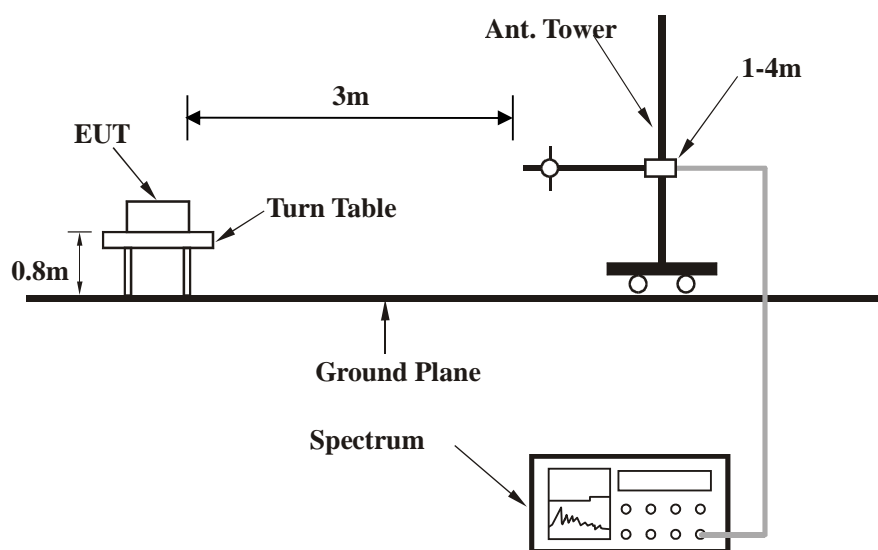 Ant. Tower
1-4m
3m
EUT
Turn Table
0.8m
Ground Plane
Spectrum